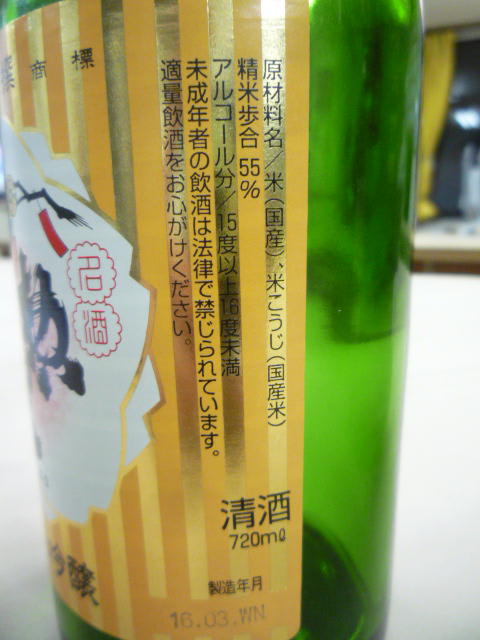 商標
名酒
吟醸
原材料名／米(国産)、米こうじ(国産米)
精米歩合 55%
アルコール分／15度以上16度未満
未成年者の飲酒は法律で禁じられています。
適量飲酒をお心がけください。
清酒
720mℓ
製造年月
16.03.WN